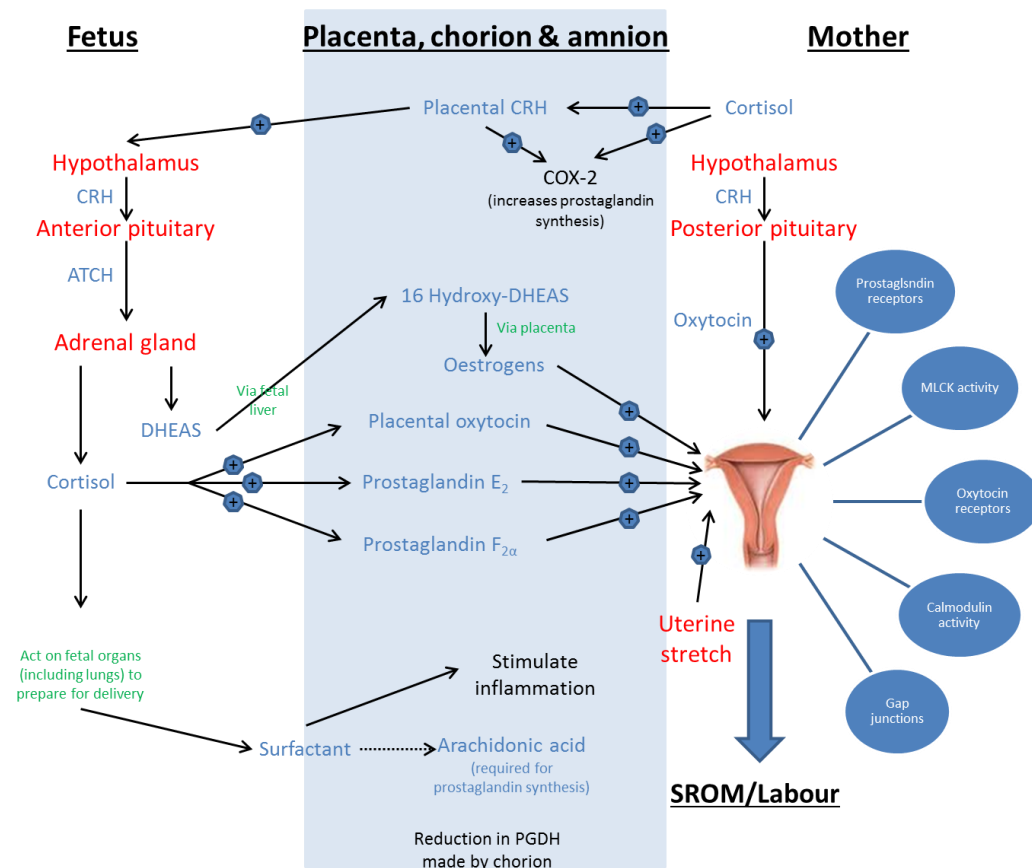 Fetus
Placenta, chorion & amnion
Mother
Placental CRH
+
+
Cortisol
+
+
Hypothalamus
CRH
Anterior pituitary
ATCH
Adrenal gland
COX-2
(increases prostaglandin
synthesis)
Hypothalamus
CRH
Posterior pituitary
Oxytocin
+
Prostaglsndin
receptors
16 Hydroxy-DHEAS
Via placenta
Oestrogens
Via fetal
liver
DHEAS
MLCK activity
Cortisol
+
+
+
Placental oxytocin
Prostaglandin E2
Prostaglandin F2α
+
+
+
+
Oxytocin
receptors
+
Uterine
stretch
Calmodulin
activity
Gap
junctions
Act on fetal organs
(including lungs) to
prepare for delivery
Stimulate
inflammation
Surfactant
Arachidonic acid
(required for
prostaglandin synthesis)
SROM/Labour
Reduction in PGDH
made by chorion